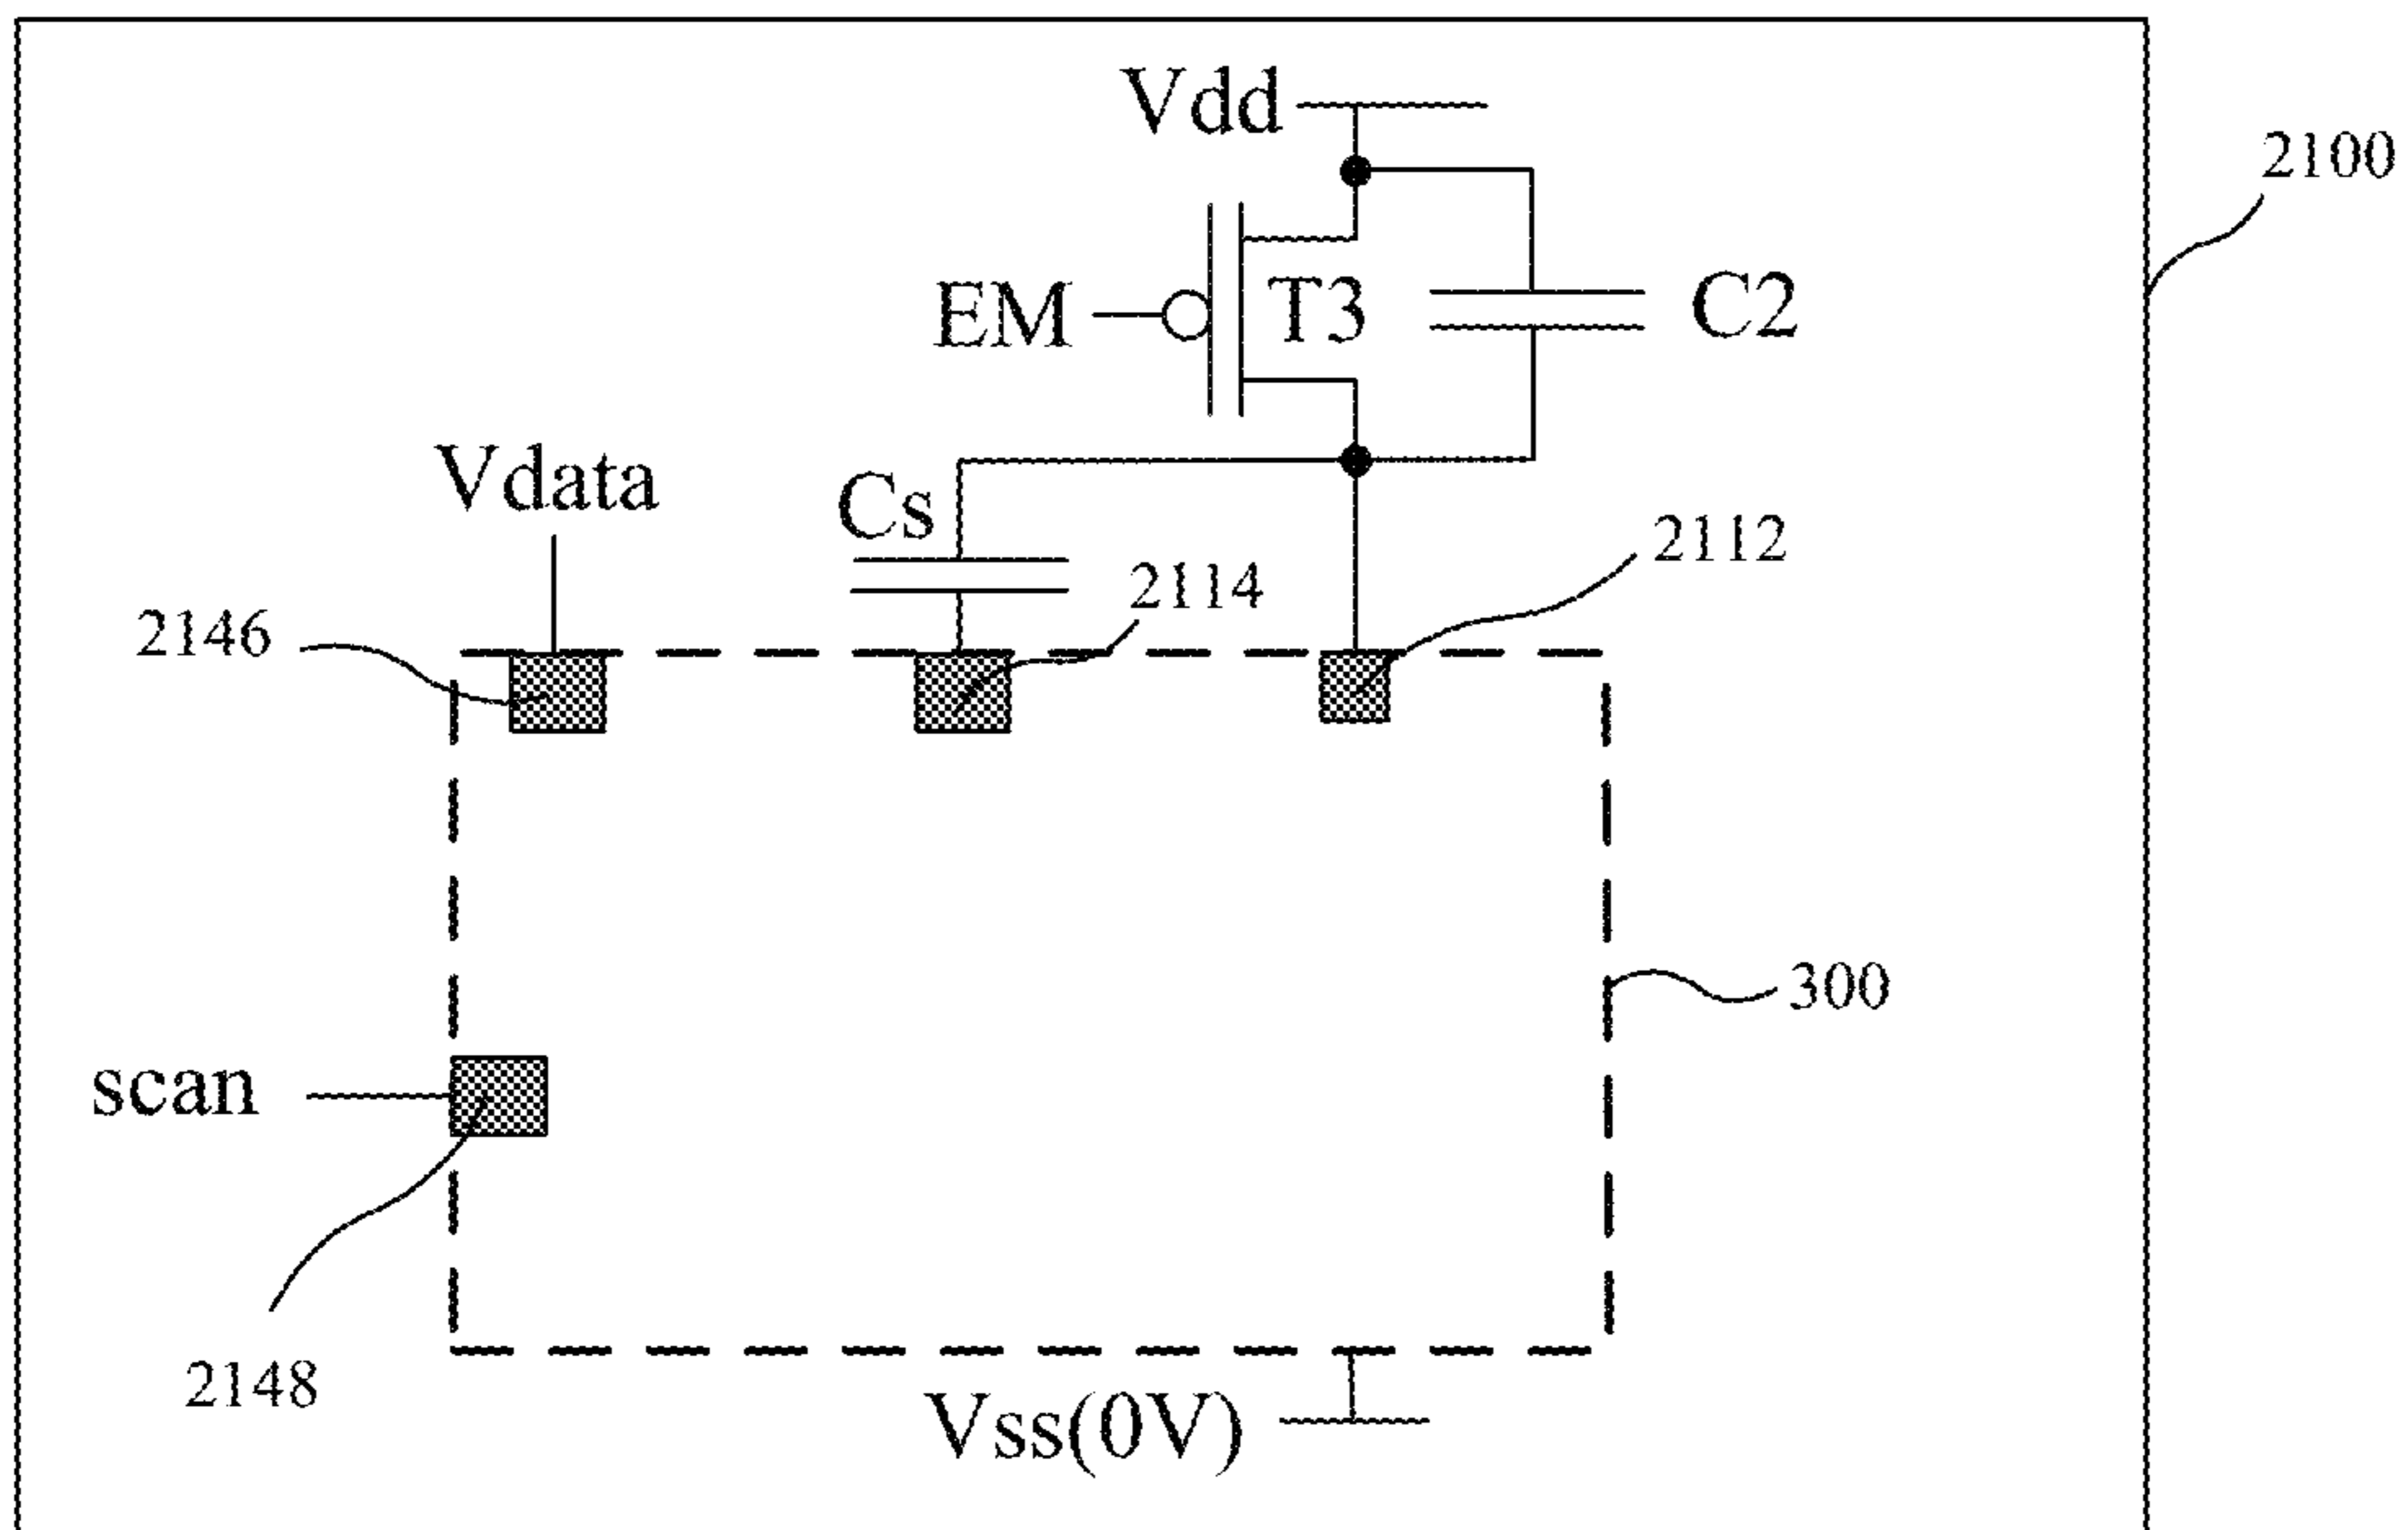 Vdd
2100
EM
T3
C2
Vdata
Cs
2112
2114
2146
300
scan
2148
Vss(0V)